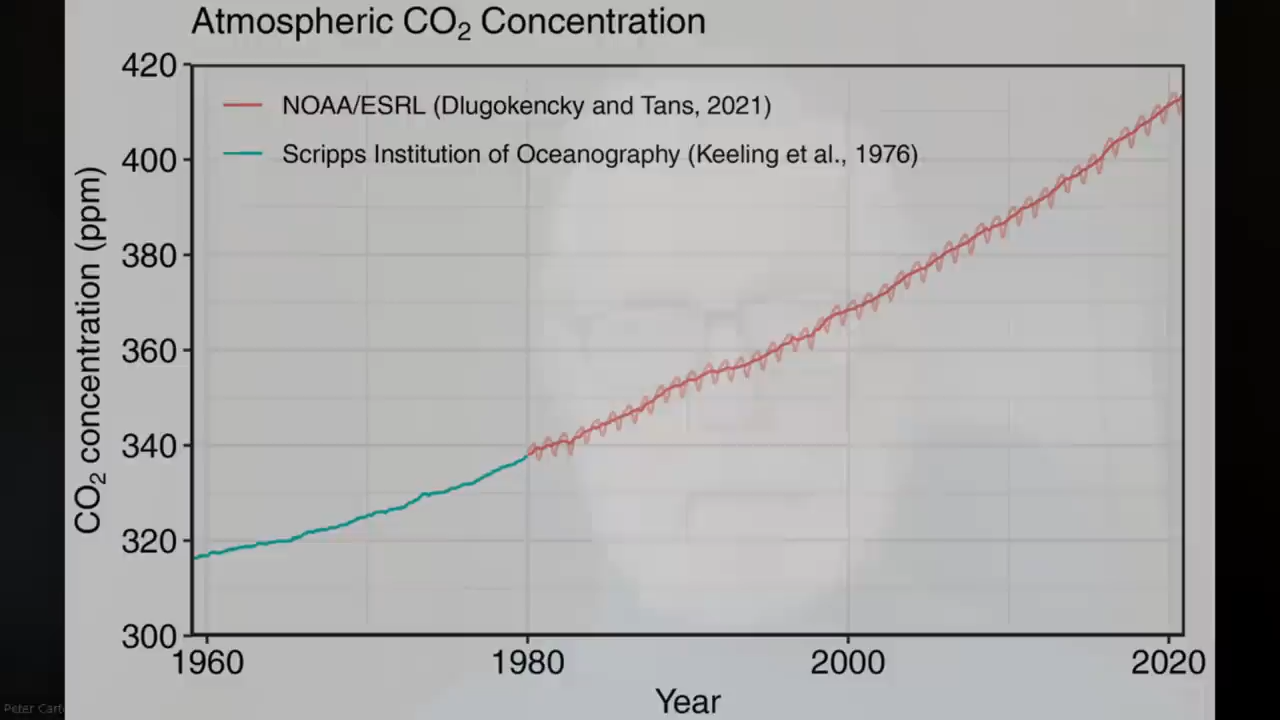 Atmospheric CO₂ Concentration
420
NOAA/ESRL (Dlugokencky and Tans, 2021)
Scripps Institution of Oceanography (Keeling et al., 1976)
400
380
360
340
320
300
CO₂ concentration (ppm)
1960
1980
2000
2020
Year
Peter